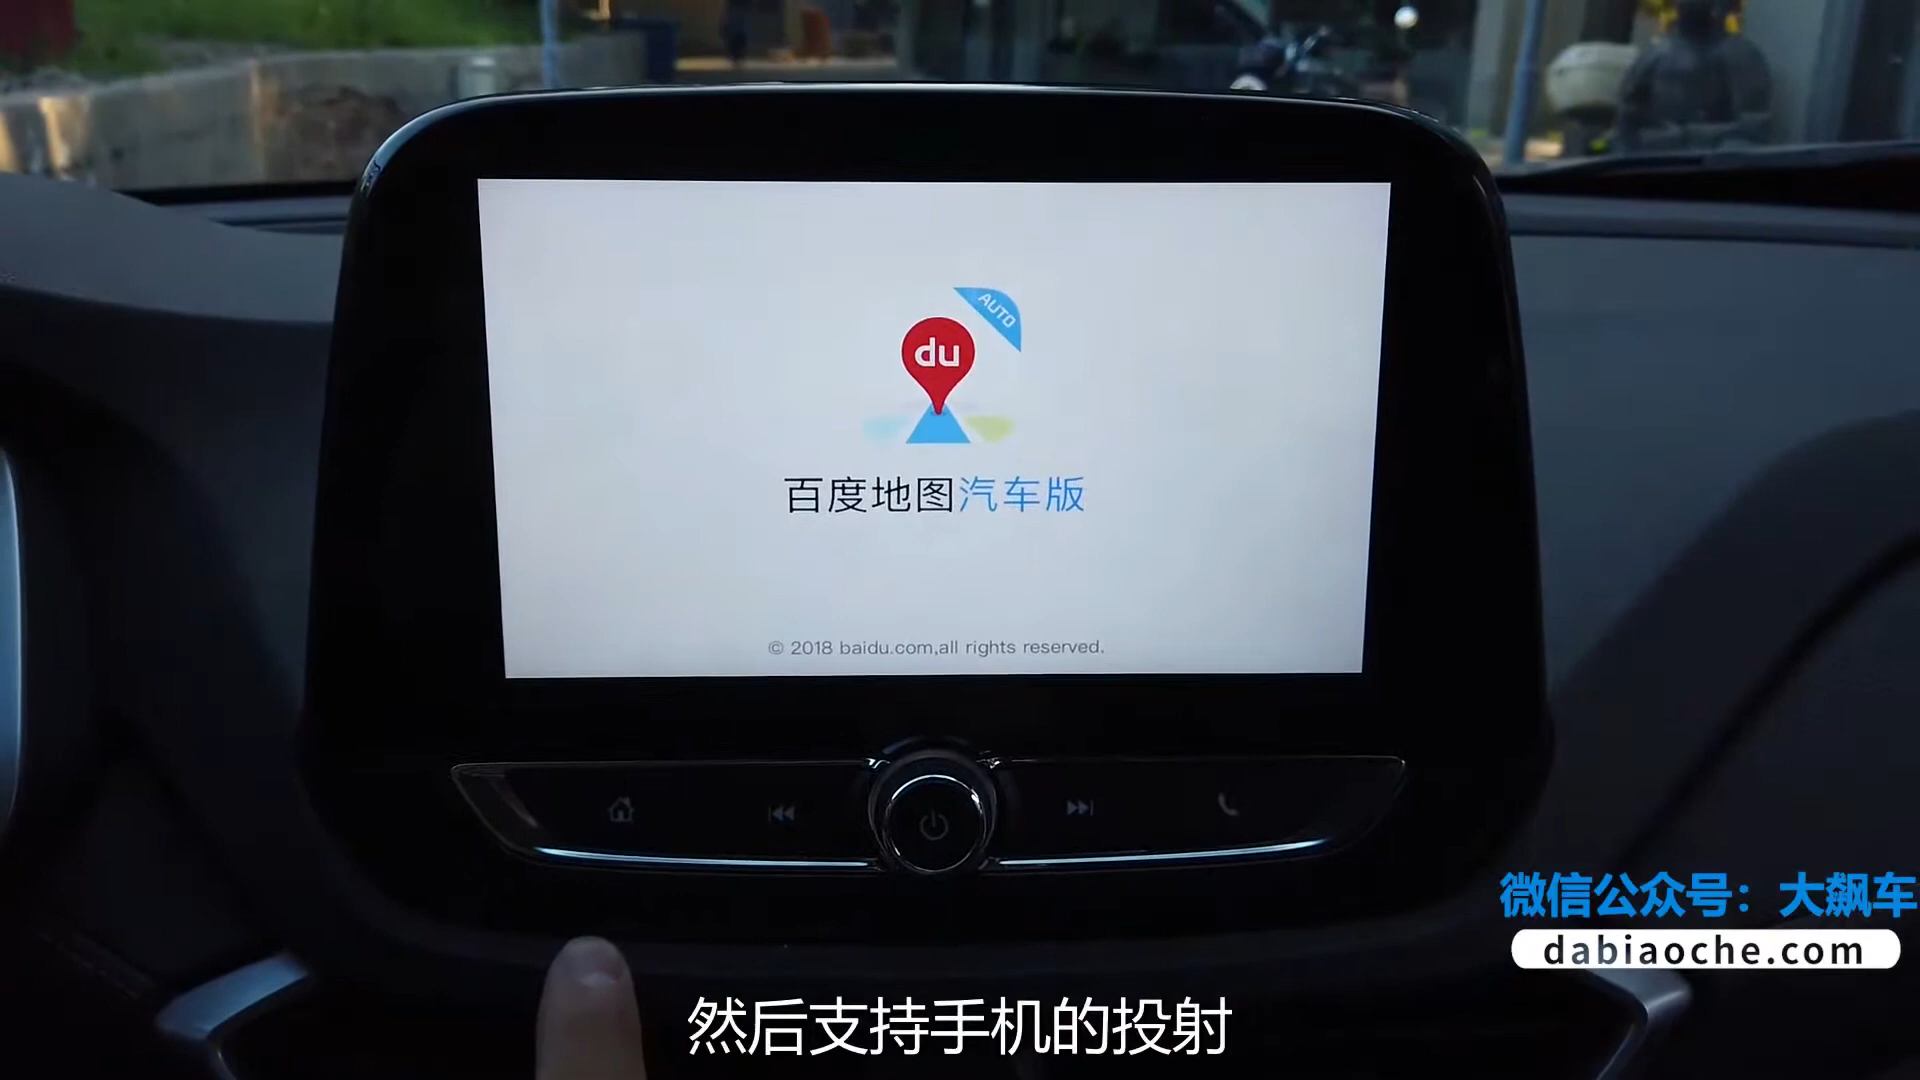 AUTO
du
百度地图汽车版
© 2018 baidu.com,all rights reserved.
微信公众号：大飙车
dabiaoche.com
然后支持手机的投射